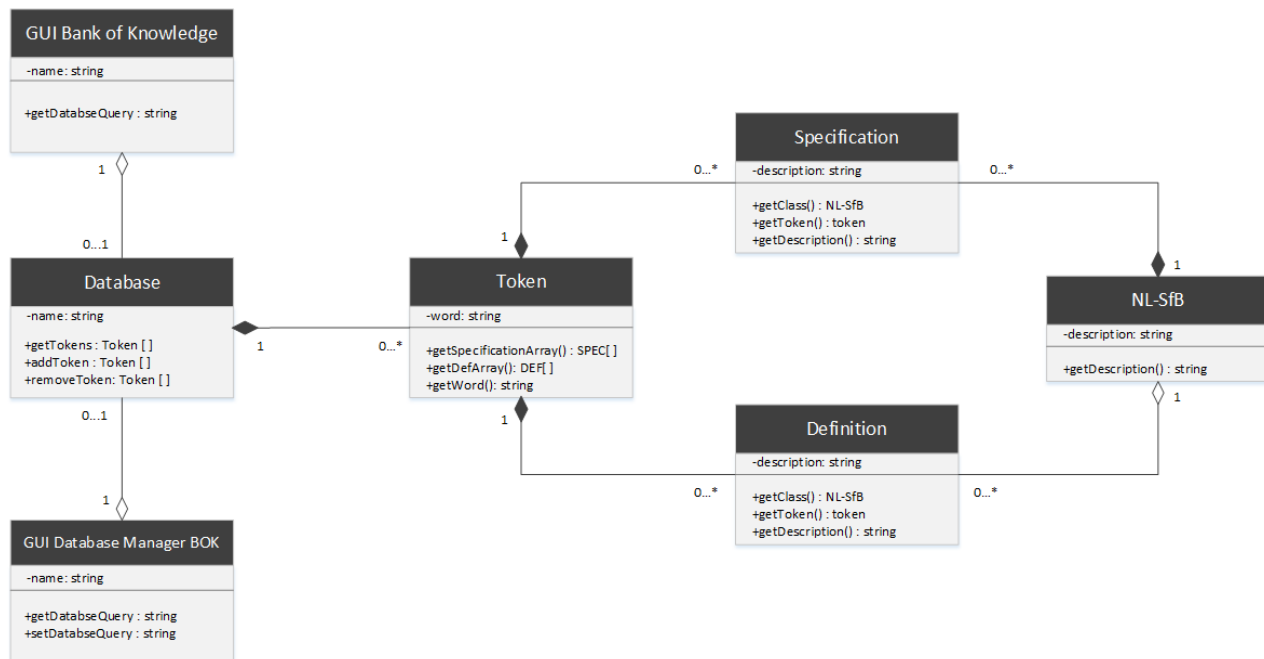 GUI Bank of Knowledge
-name: string
+getDatabseQuery : string
1
0...1
Database
-name: string
+getTokens : Token [ ]
+addToken : Token [ ]
+removeToken: Token [ ]
1
0...*
0...1
1
GUI Database Manager BOK
-name: string
+getDatabseQuery : string
+setDatabseQuery : string
Token
-word: string
+getSpecificationArray() : SPEC[ ]
+getDefArray(): DEF[ ]
+getWord(): string
1
0...*
1
0...*
Specification
-description: string
+getClass() : NL-SfB
+getToken() : token
+getDescription() : string
0...*
1
Definition
-description: string
+getClass() : NL-SfB
+getToken() : token
+getDescription() : string
0...*
1
NL-SfB
-description: string
+getDescription() : string